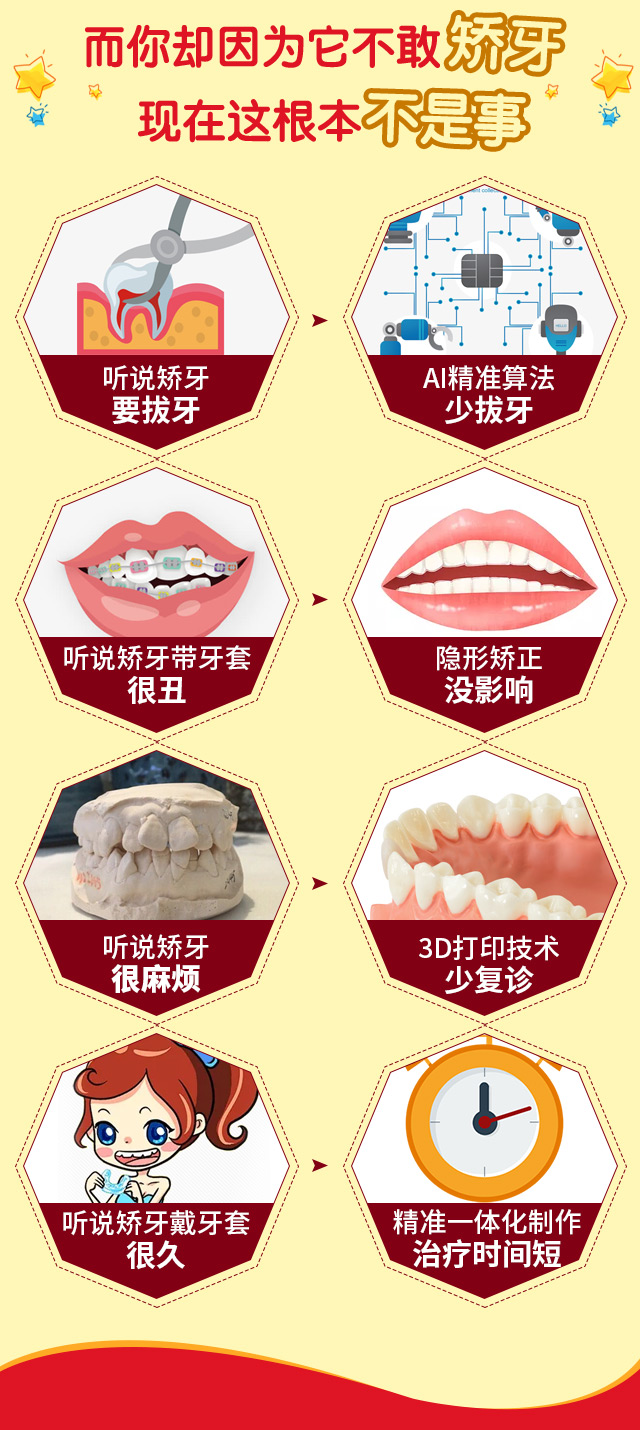 而你却因为它不敢矫牙
现在这根本不是事
听说矫牙
要拔牙
AI精准算法
少拔牙
听说矫牙带牙套
很丑
隐形矫正
没影响
听说矫牙
很麻烦
3D打印技术
少复诊
听说矫牙戴牙套
很久
精准一体化制作
治疗时间短